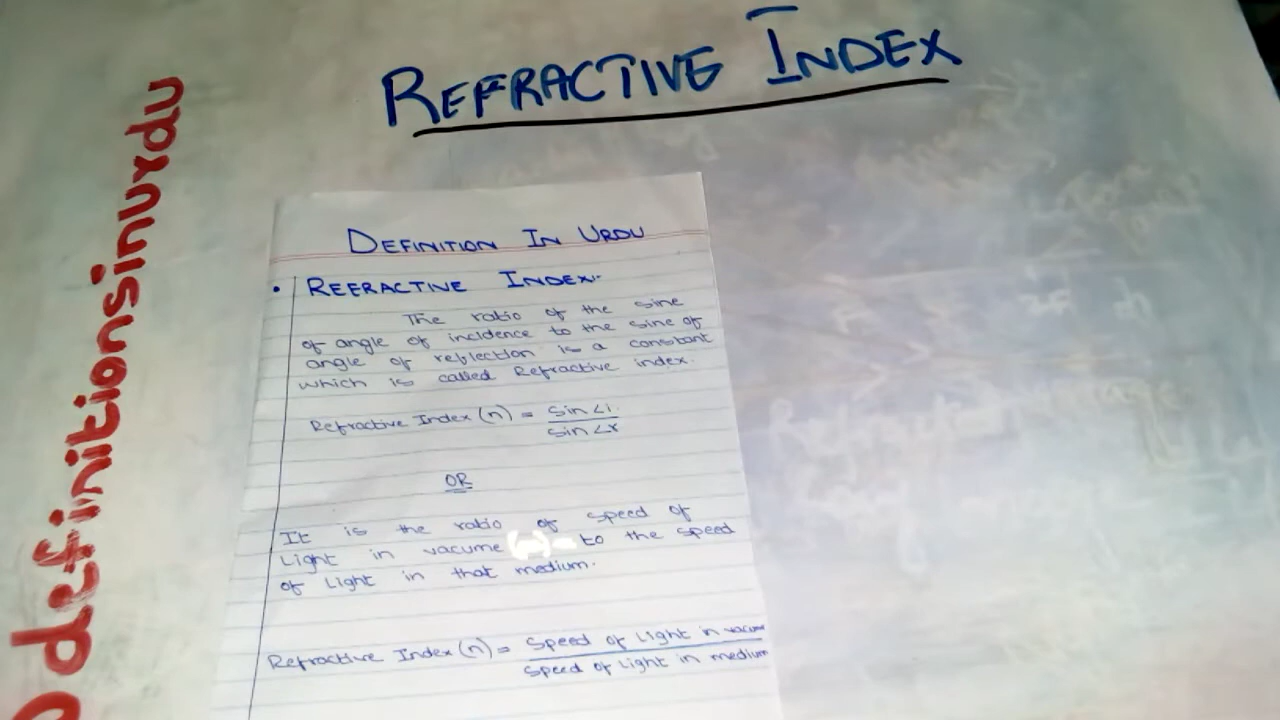 REFRACTIVE INDEX
definitionsinurdu
DEFINITION IN URDU
• REFRACTIVE INDEX:-
The ratio of the sine
of angle of incidence to the sine of
angle of reflection is a constant
which is called Refractive index.
Refractive Index (n) = Sin∠i
Sin∠r
OR
It is the ratio of speed of
Light in vacume to the speed
of Light in that medium.
Refractive Index (n) = Speed of Light in vacume
Speed of Light in medium